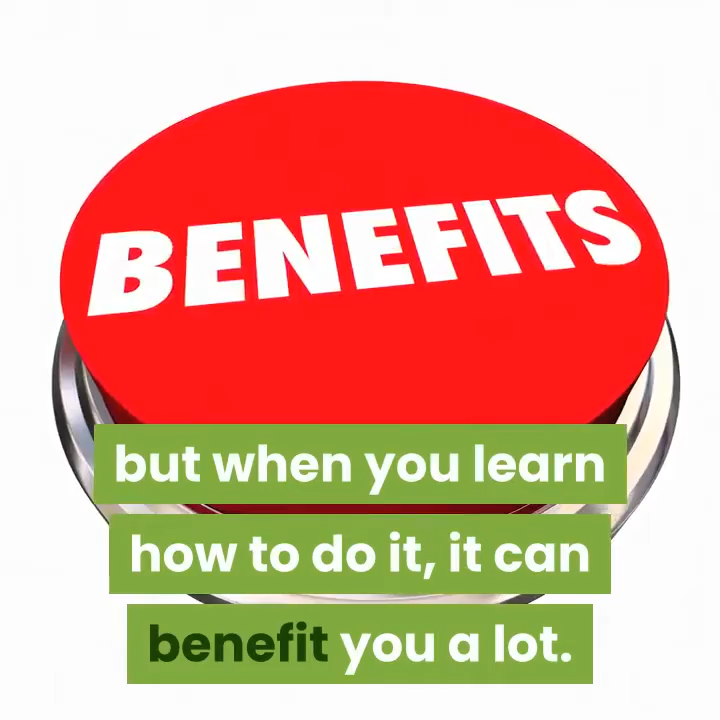 BENEFITS
but when you learn
how to do it, it can
benefit you a lot.